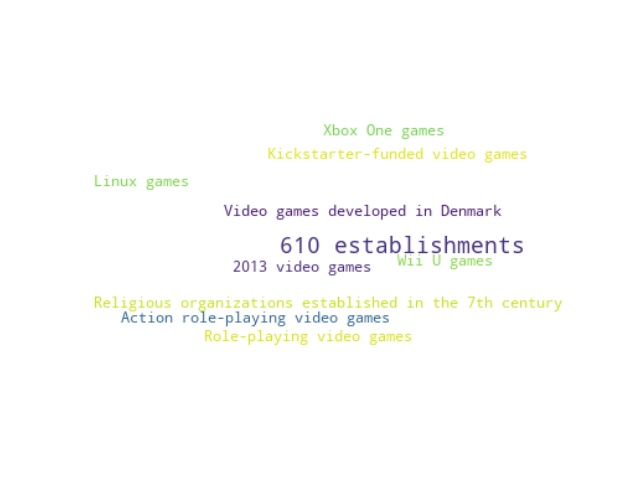 Xbox One games
Kickstarter-funded video games
Linux games
Video games developed in Denmark
610 establishments
Wii U games
2013 video games
Religious organizations established in the 7th century
Action role-playing video games
Role-playing video games